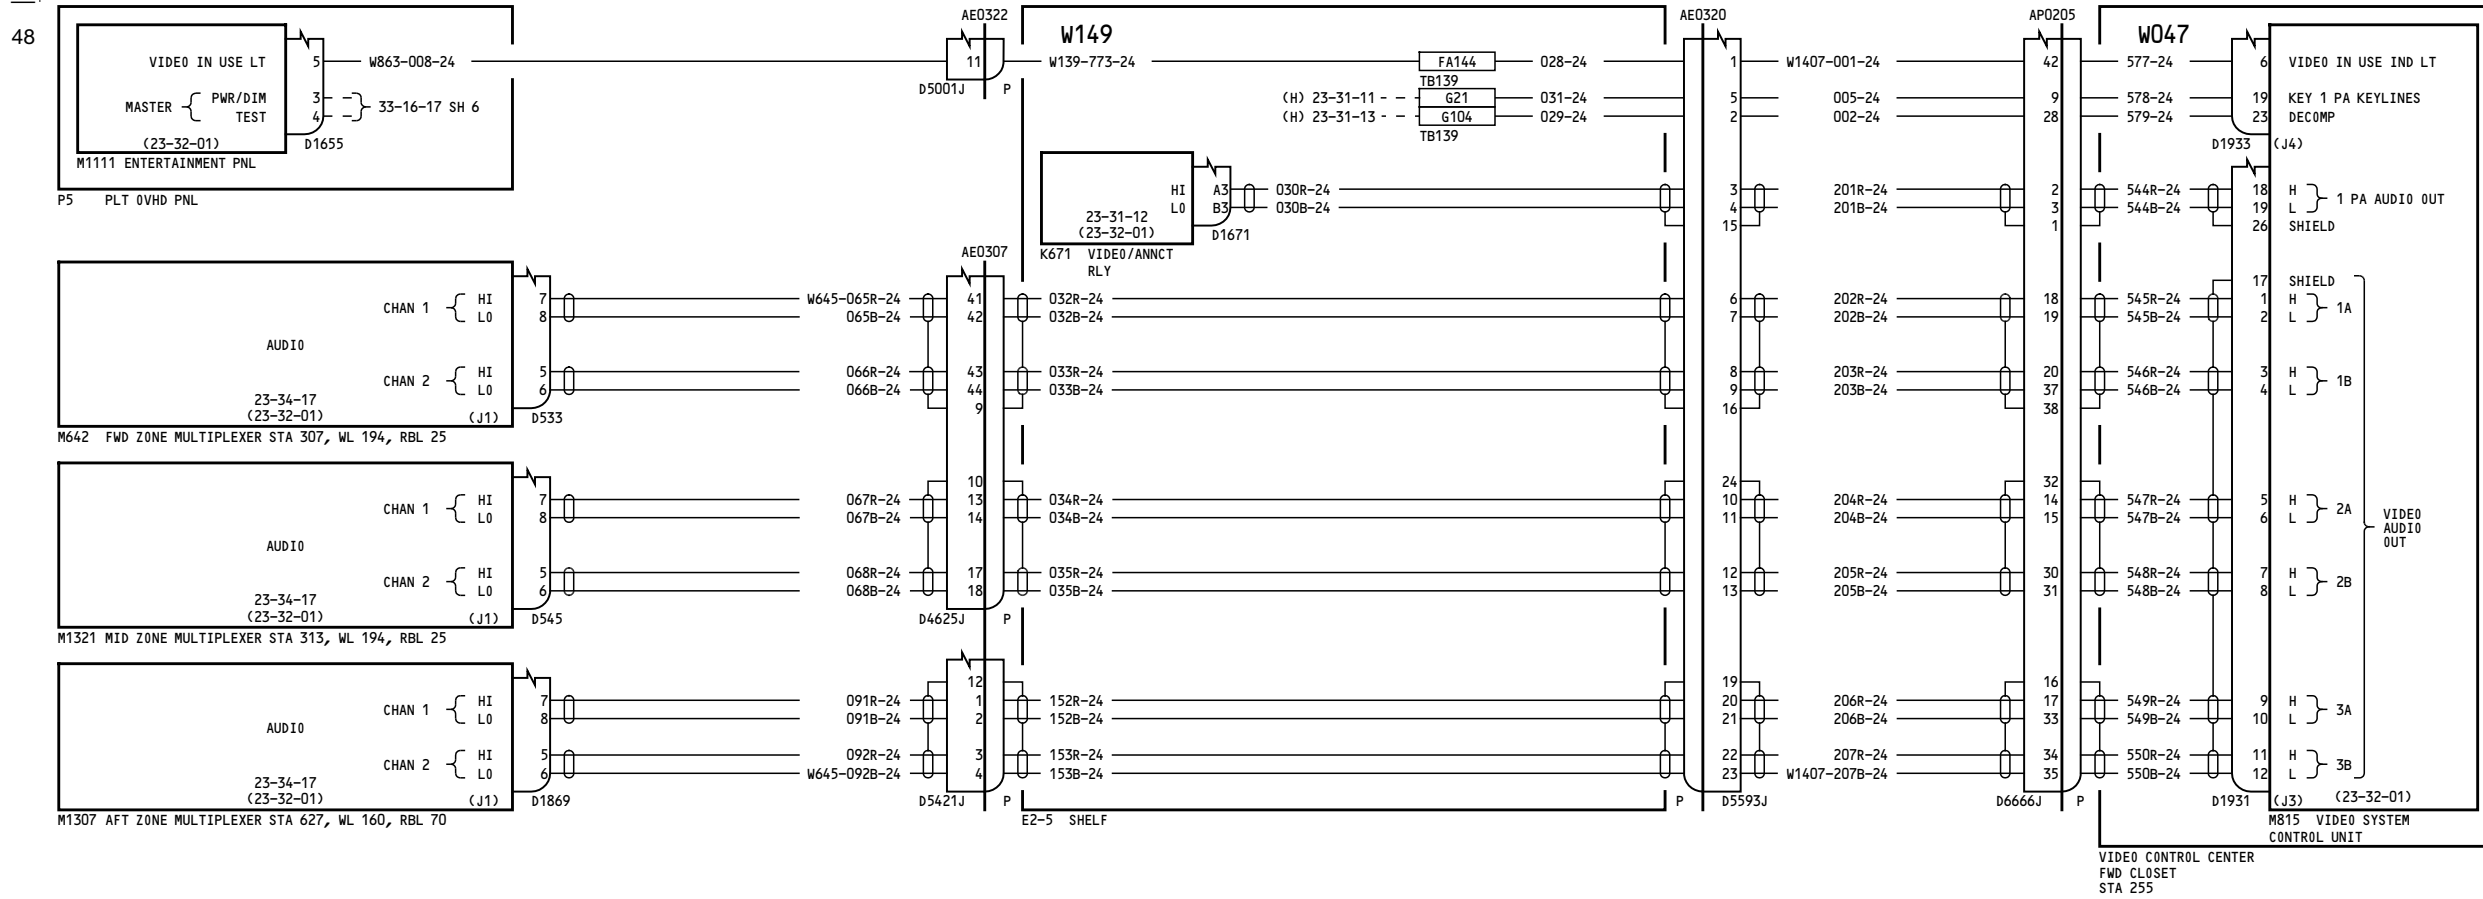 48
AE0322
W149
AE0320
AP0205
W047
VIDEO IN USE LT 5 W863-008-24 11 W139-773-24 FA144 028-24 1 W1407-001-24 42 577-24 6 VIDEO IN USE IND LT
D5001J P TB139
MASTER PWR/DIM 3 33-16-17 SH 6 (H) 23-31-11 G21 031-24 5 005-24 9 578-24 19 KEY 1 PA KEYLINES
TEST 4 (H) 23-31-13 G104 029-24 2 002-24 28 579-24 23 DECOMP
TB139
(23-32-01) D1655 D1933 (J4)
M1111 ENTERTAINMENT PNL
P5 PLT OVHD PNL
HI A3 030R-24 3 201R-24 2 544R-24 18 H 1 PA AUDIO OUT
LO B3 030B-24 4 201B-24 3 544B-24 19 L
23-31-12
(23-32-01) D1671 15 1 26 SHIELD
K671 VIDEO/ANNCT
RLY
AE0307
17 SHIELD
CHAN 1 HI 7 W645-065R-24 41 032R-24 6 202R-24 18 545R-24 1 H 1A
LO 8 065B-24 42 032B-24 7 202B-24 19 545B-24 2 L
AUDIO
CHAN 2 HI 5 066R-24 43 033R-24 8 203R-24 20 546R-24 3 H 1B
LO 6 066B-24 44 033B-24 9 203B-24 37 546B-24 4 L
23-34-17 9 16 38
(23-32-01) (J1) D533
M642 FWD ZONE MULTIPLEXER STA 307, WL 194, RBL 25
10 24 32
CHAN 1 HI 7 067R-24 13 034R-24 10 204R-24 14 547R-24 5 H 2A
LO 8 067B-24 14 034B-24 11 204B-24 15 547B-24 6 L
VIDEO
AUDIO
OUT
AUDIO
CHAN 2 HI 5 068R-24 17 035R-24 12 205R-24 30 548R-24 7 H 2B
LO 6 068B-24 18 035B-24 13 205B-24 31 548B-24 8 L
23-34-17
(23-32-01) (J1) D545 D4625J P
M1321 MID ZONE MULTIPLEXER STA 313, WL 194, RBL 25
12 19 16
CHAN 1 HI 7 091R-24 1 152R-24 20 206R-24 17 549R-24 9 H 3A
LO 8 091B-24 2 152B-24 21 206B-24 33 549B-24 10 L
AUDIO
CHAN 2 HI 5 092R-24 3 153R-24 22 207R-24 34 550R-24 11 H 3B
LO 6 W645-092B-24 4 153B-24 23 W1407-207B-24 35 550B-24 12 L
23-34-17
(23-32-01) (J1) D1869 D5421J P P D5593J D6666J P D1931 (J3) (23-32-01)
M1307 AFT ZONE MULTIPLEXER STA 627, WL 160, RBL 70
E2-5 SHELF
M815 VIDEO SYSTEM
CONTROL UNIT
VIDEO CONTROL CENTER
FWD CLOSET
STA 255